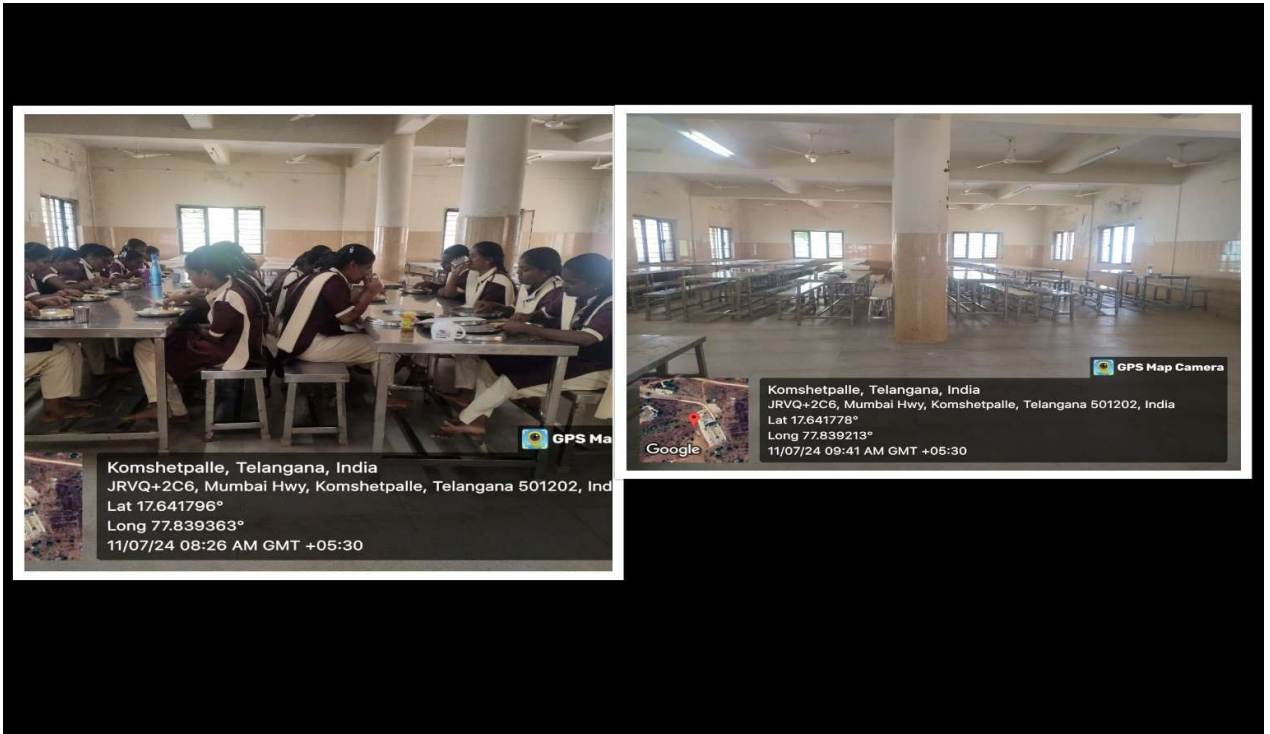 GPS Ma
Komshetpalle, Telangana, India
JRVQ+2C6, Mumbai Hwy, Komshetpalle, Telangana 501202, Ind
Lat 17.641796°
Long 77.839363°
11/07/24 08:26 AM GMT +05:30
GPS Map Camera
Komshetpalle, Telangana, India
JRVQ+2C6, Mumbai Hwy, Komshetpalle, Telangana 501202, India
Lat 17.641778°
Long 77.839213°
11/07/24 09:41 AM GMT +05:30
Google